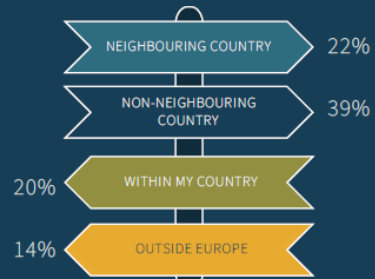 NEIGHBOURING COUNTRY 22%
NON-NEIGHBOURING
COUNTRY
39%
20% WITHIN MY COUNTRY
14% OUTSIDE EUROPE